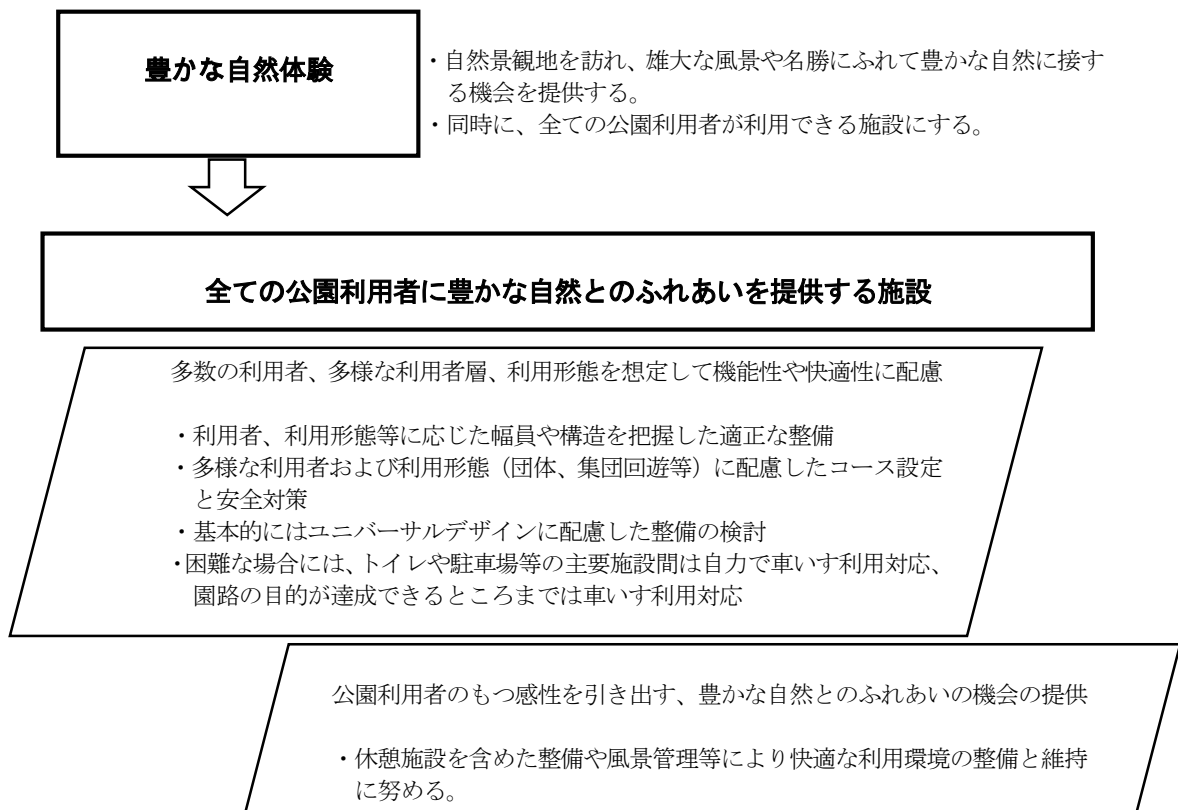 豊かな自然体験
・自然景観地を訪れ、雄大な風景や名勝にふれて豊かな自然に接す
る機会を提供する。
・同時に、全ての公園利用者が利用できる施設にする。
全ての公園利用者に豊かな自然とのふれあいを提供する施設
多数の利用者、多様な利用者層、利用形態を想定して機能性や快適性に配慮
・利用者、利用形態等に応じた幅員や構造を把握した適正な整備
・多様な利用者および利用形態（団体、集団回遊等）に配慮したコース設定
と安全対策
・基本的にはユニバーサルデザインに配慮した整備の検討
・困難な場合には、トイレや駐車場等の主要施設間は自力で車いす利用対応、
園路の目的が達成できるところまでは車いす利用対応
公園利用者のもつ感性を引き出す、豊かな自然とのふれあいの機会の提供
・休憩施設を含めた整備や風景管理等により快適な利用環境の整備と維持
に努める。